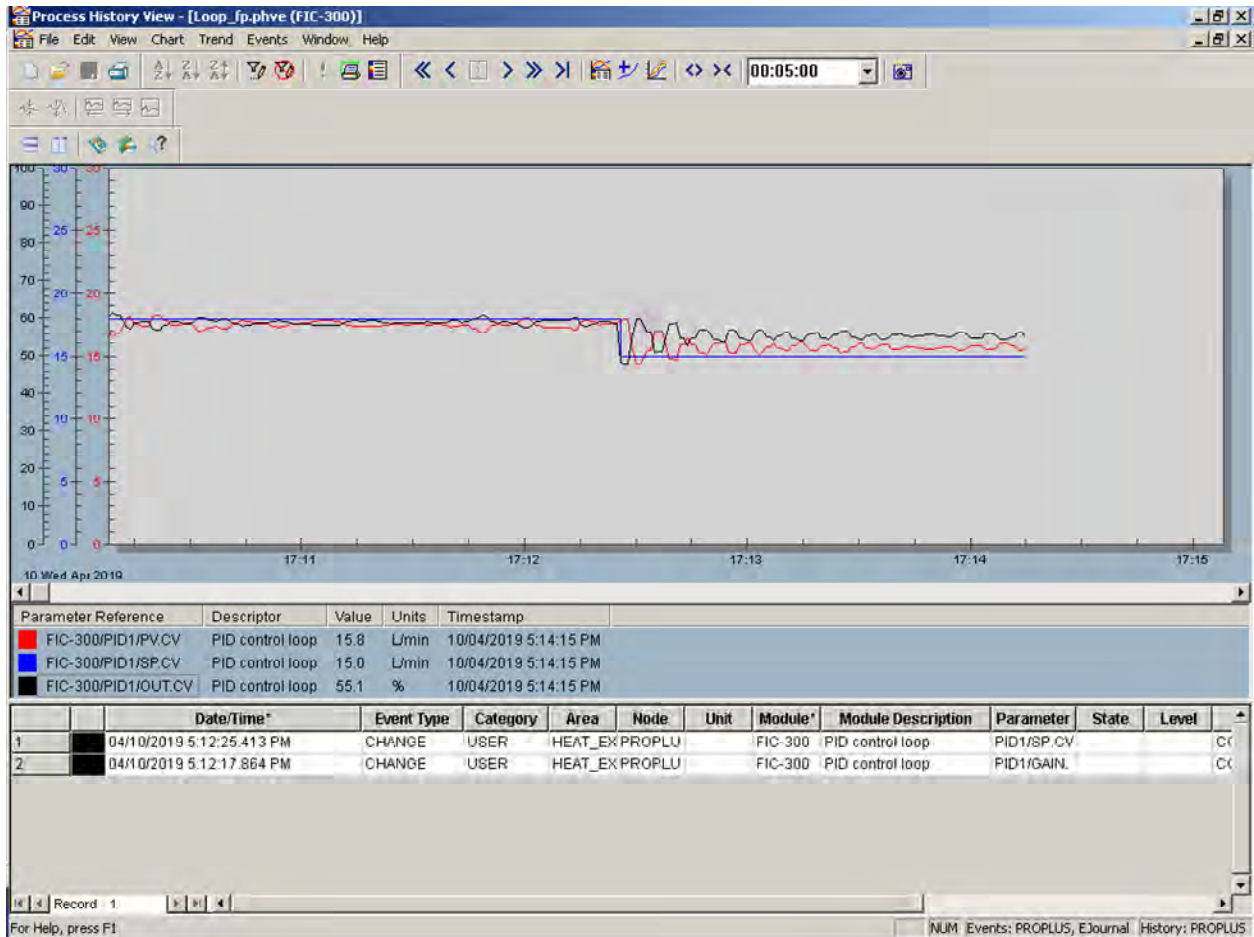 Process History View - [Loop_fp.phve (FIC-300)]
File Edit View Chart Trend Events Window Help
00:05:00
100 30 30
90
25 25
80
70
20 20
60
50 15 15
40
10 10
30
20
5 5
10
0 0 0
17:11 17:12 17:13 17:14 17:15
10 Wed Apr 2019
Parameter Reference Descriptor Value Units Timestamp
FIC-300/PID1/PV.CV PID control loop 15.8 L/min 10/04/2019 5:14:15 PM
FIC-300/PID1/SP.CV PID control loop 15.0 L/min 10/04/2019 5:14:15 PM
FIC-300/PID1/OUT.CV PID control loop 55.1 % 10/04/2019 5:14:15 PM
Date/Time* Event Type Category Area Node Unit Module* Module Description Parameter State Level
1 04/10/2019 5:12:25.413 PM CHANGE USER HEAT_EX PROPLU FIC-300 PID control loop PID1/SP.CV
2 04/10/2019 5:12:17.864 PM CHANGE USER HEAT_EX PROPLU FIC-300 PID control loop PID1/GAIN.
Record 1
For Help, press F1 NUM Events: PROPLUS, EJournal History: PROPLUS